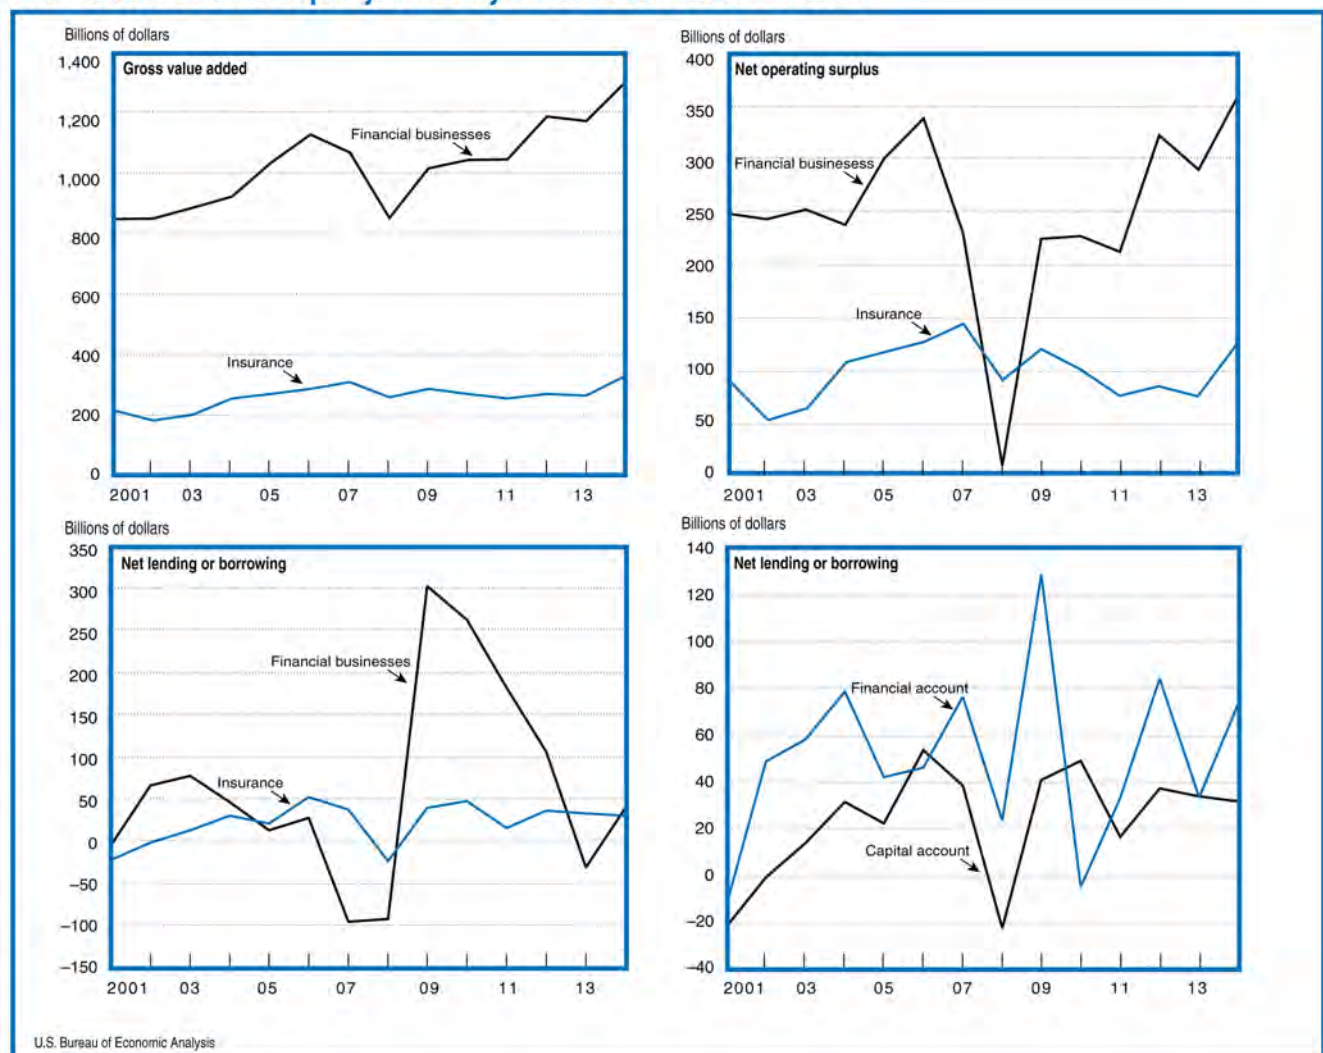 Billions of dollars
1,400
1,200
1,000
800
600
400
200
0
Gross value added
Financial businesses
Insurance
2001 03 05 07 09 11 13
Billions of dollars
400
350
300
250
200
150
100
50
0
Net operating surplus
Financial busineses
Insurance
2001 03 05 07 09 11 13
Billions of dollars
350
300
250
200
150
100
50
0
−50
−100
−150
Net lending or borrowing
Financial businesses
Insurance
2001 03 05 07 09 11 13
Billions of dollars
140
120
100
80
60
40
20
0
−20
−40
Net lending or borrowing
Financial account
Capital account
2001 03 05 07 09 11 13
U.S. Bureau of Economic Analysis